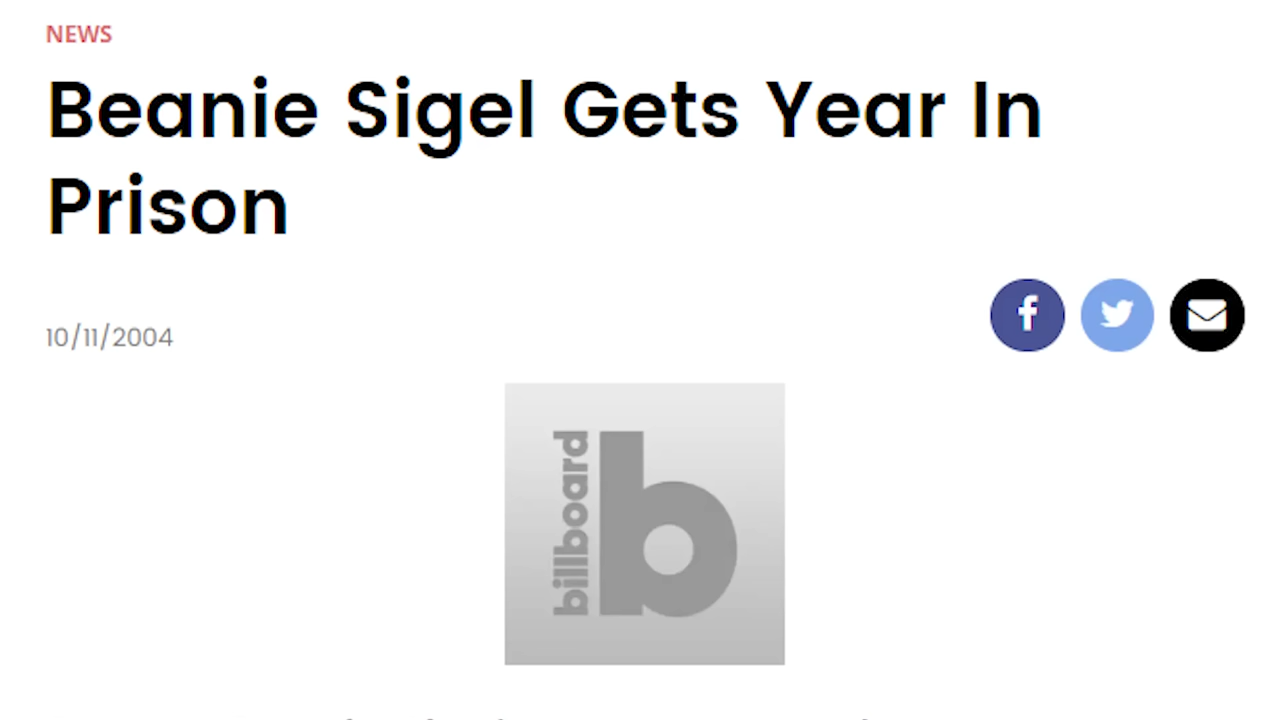 NEWS
Beanie Sigel Gets Year In
Prison
10/11/2004
billboard
b